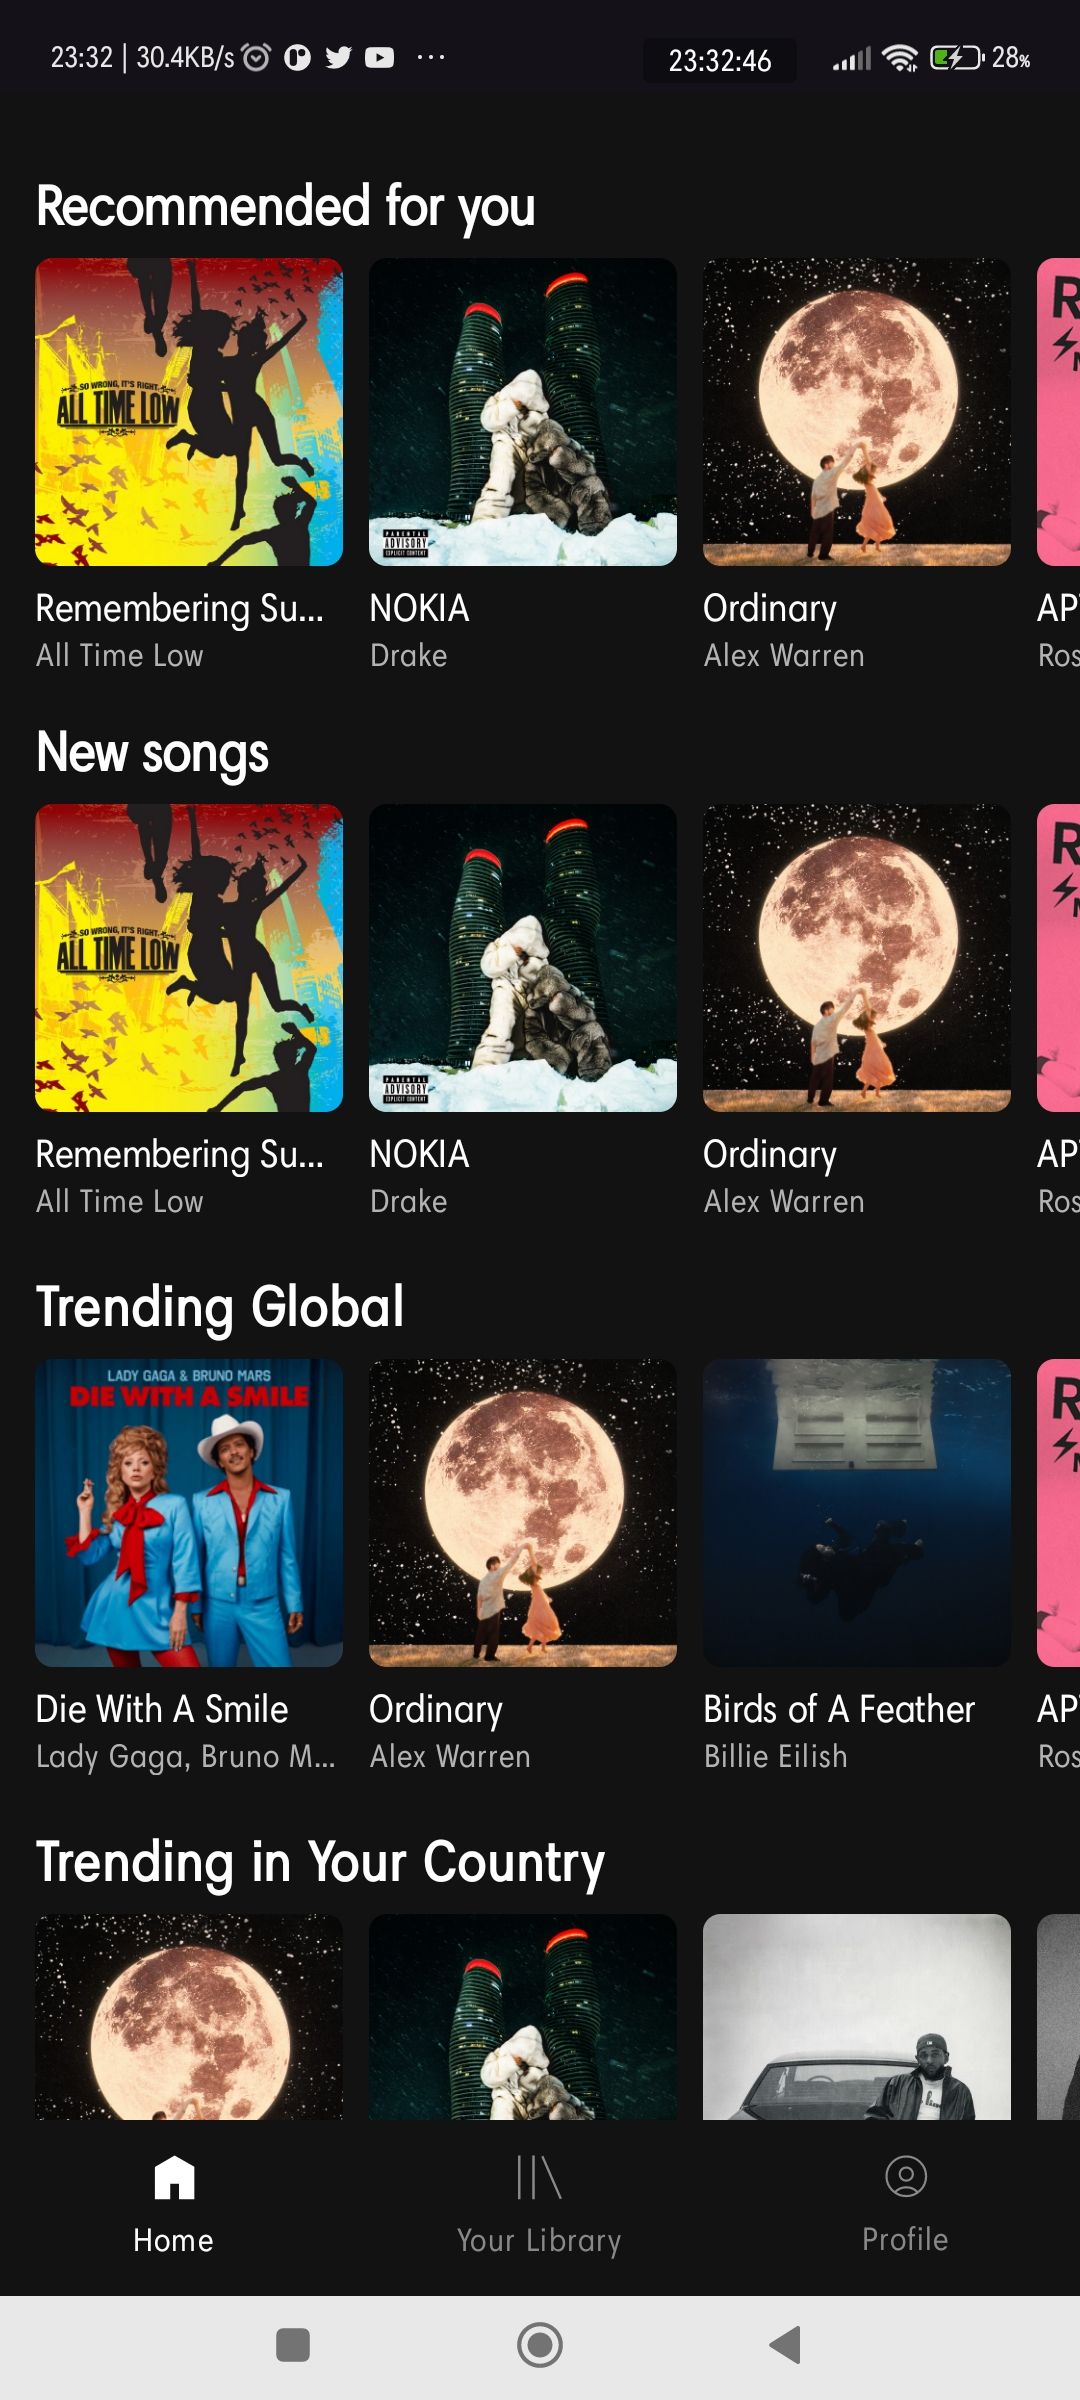 23:32 | 30.4KB/s ... 23:32:46 28%
Recommended for you
SO WRONG, IT'S RIGHT
ALL TIME LOW
PARENTAL
ADVISORY
EXPLICIT CONTENT
R
Remembering Su... NOKIA Ordinary AP
All Time Low Drake Alex Warren Ros
New songs
SO WRONG, IT'S RIGHT
ALL TIME LOW
PARENTAL
ADVISORY
EXPLICIT CONTENT
R
Remembering Su... NOKIA Ordinary AP
All Time Low Drake Alex Warren Ros
Trending Global
LADY GAGA & BRUNO MARS
DIE WITH A SMILE
R
Die With A Smile Ordinary Birds of A Feather AP
Lady Gaga, Bruno M... Alex Warren Billie Eilish Ros
Trending in Your Country
Home Your Library Profile